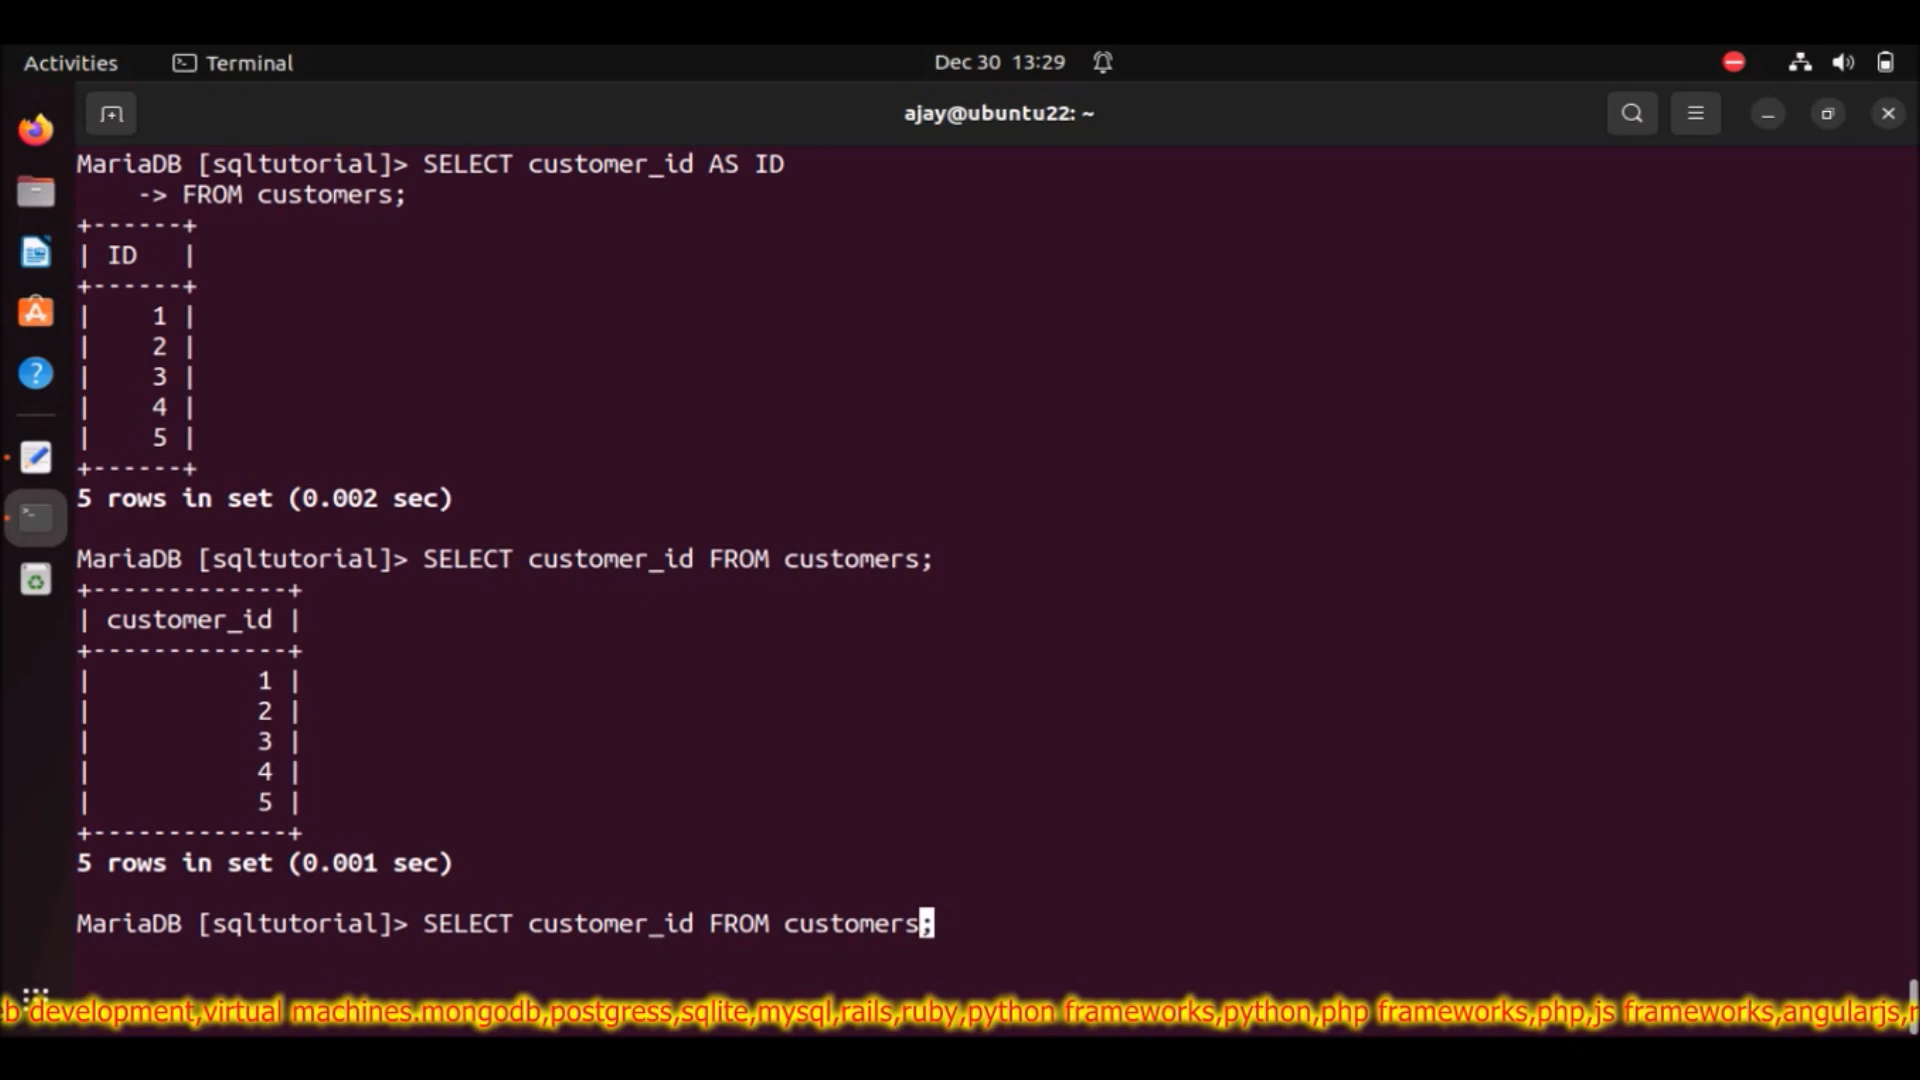 Activities Terminal Dec 30 13:29
ajay@ubuntu22: ~
MariaDB [sqltutorial]> SELECT customer_id AS ID
-> FROM customers;
+------+
| ID |
+------+
| 1 |
| 2 |
| 3 |
| 4 |
| 5 |
+------+
5 rows in set (0.002 sec)
MariaDB [sqltutorial]> SELECT customer_id FROM customers;
+-------------+
| customer_id |
+-------------+
| 1 |
| 2 |
| 3 |
| 4 |
| 5 |
+-------------+
5 rows in set (0.001 sec)
MariaDB [sqltutorial]> SELECT customer_id FROM customers;
development,virtual machines.mongodb,postgress,sqlite,mysql,rails,ruby,python frameworks,python,php frameworks,php,js frameworks,angularjs,